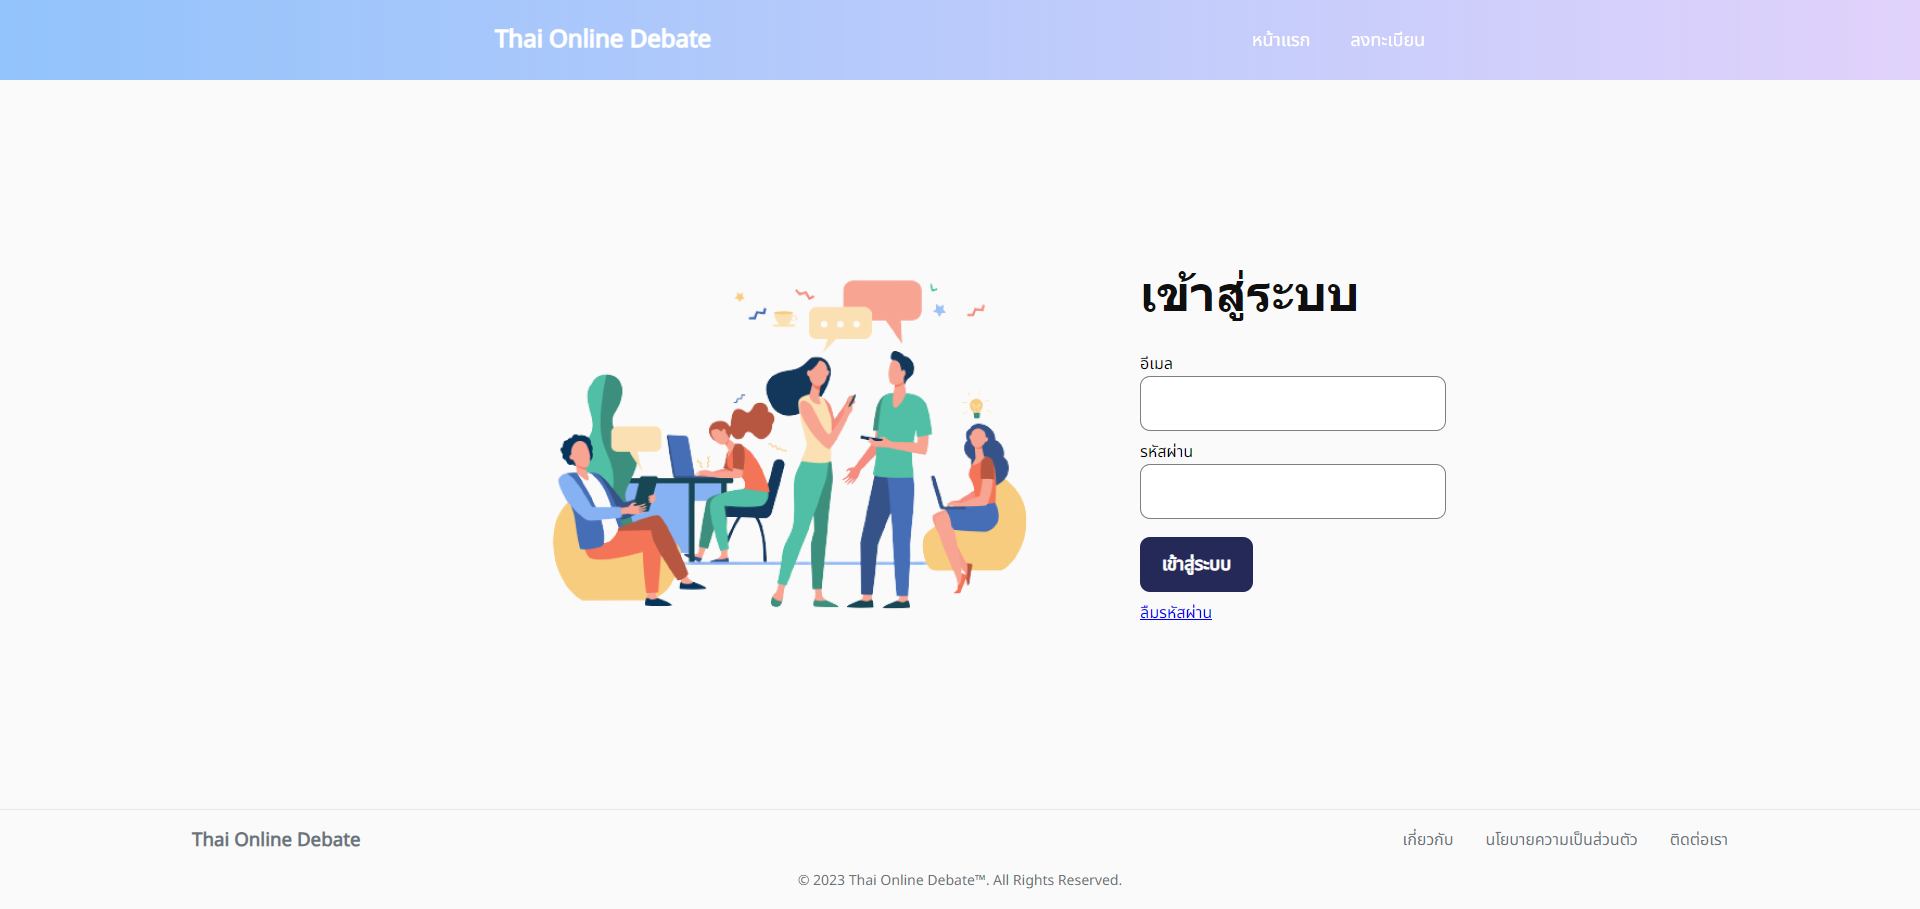 Thai Online Debate
หน้าแรก
ลงทะเบียน
เข้าสู่ระบบ
อีเมล
รหัสผ่าน
เข้าสู่ระบบ
ลืมรหัสผ่าน
Thai Online Debate
เกี่ยวกับ
นโยบายความเป็นส่วนตัว
ติดต่อเรา
© 2023 Thai Online Debate™. All Rights Reserved.